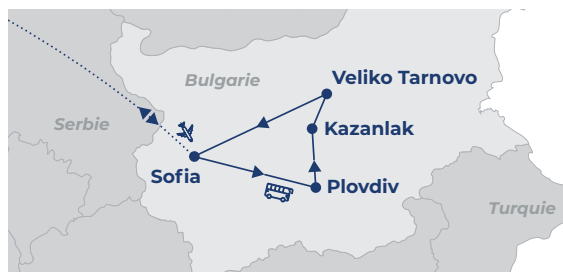 Bulgarie
Veliko Tarnovo
Serbie
Kazanlak
Sofia
Plovdiv
Turquie